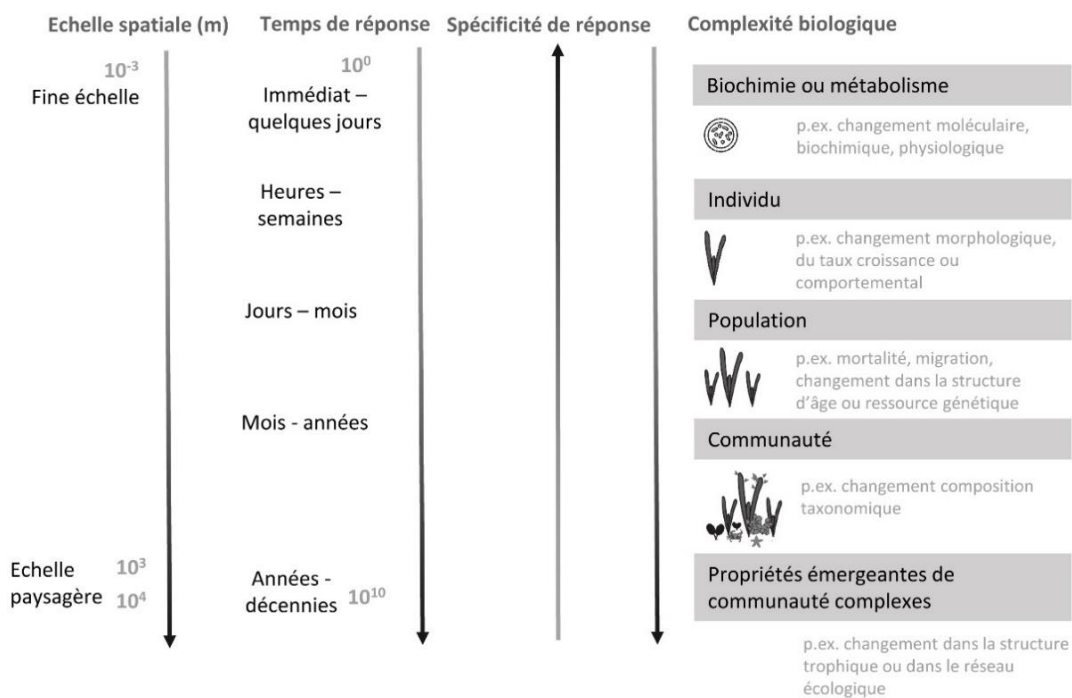 Echelle spatiale (m)
Temps de réponse
Spécificité de réponse
Complexité biologique
10⁻³
Fine échelle
10⁰
Immédiat –
quelques jours
Heures –
semaines
Jours – mois
Mois - années
Echelle
paysagère
10³
10⁴
Années -
décennies
10¹⁰
Biochimie ou métabolisme
p.ex. changement moléculaire,
biochimique, physiologique
Individu
p.ex. changement morphologique,
du taux croissance ou
comportemental
Population
p.ex. mortalité, migration,
changement dans la structure
d'âge ou ressource génétique
Communauté
p.ex. changement composition
taxonomique
Propriétés émergeantes de
communauté complexes
p.ex. changement dans la structure
trophique ou dans le réseau
écologique